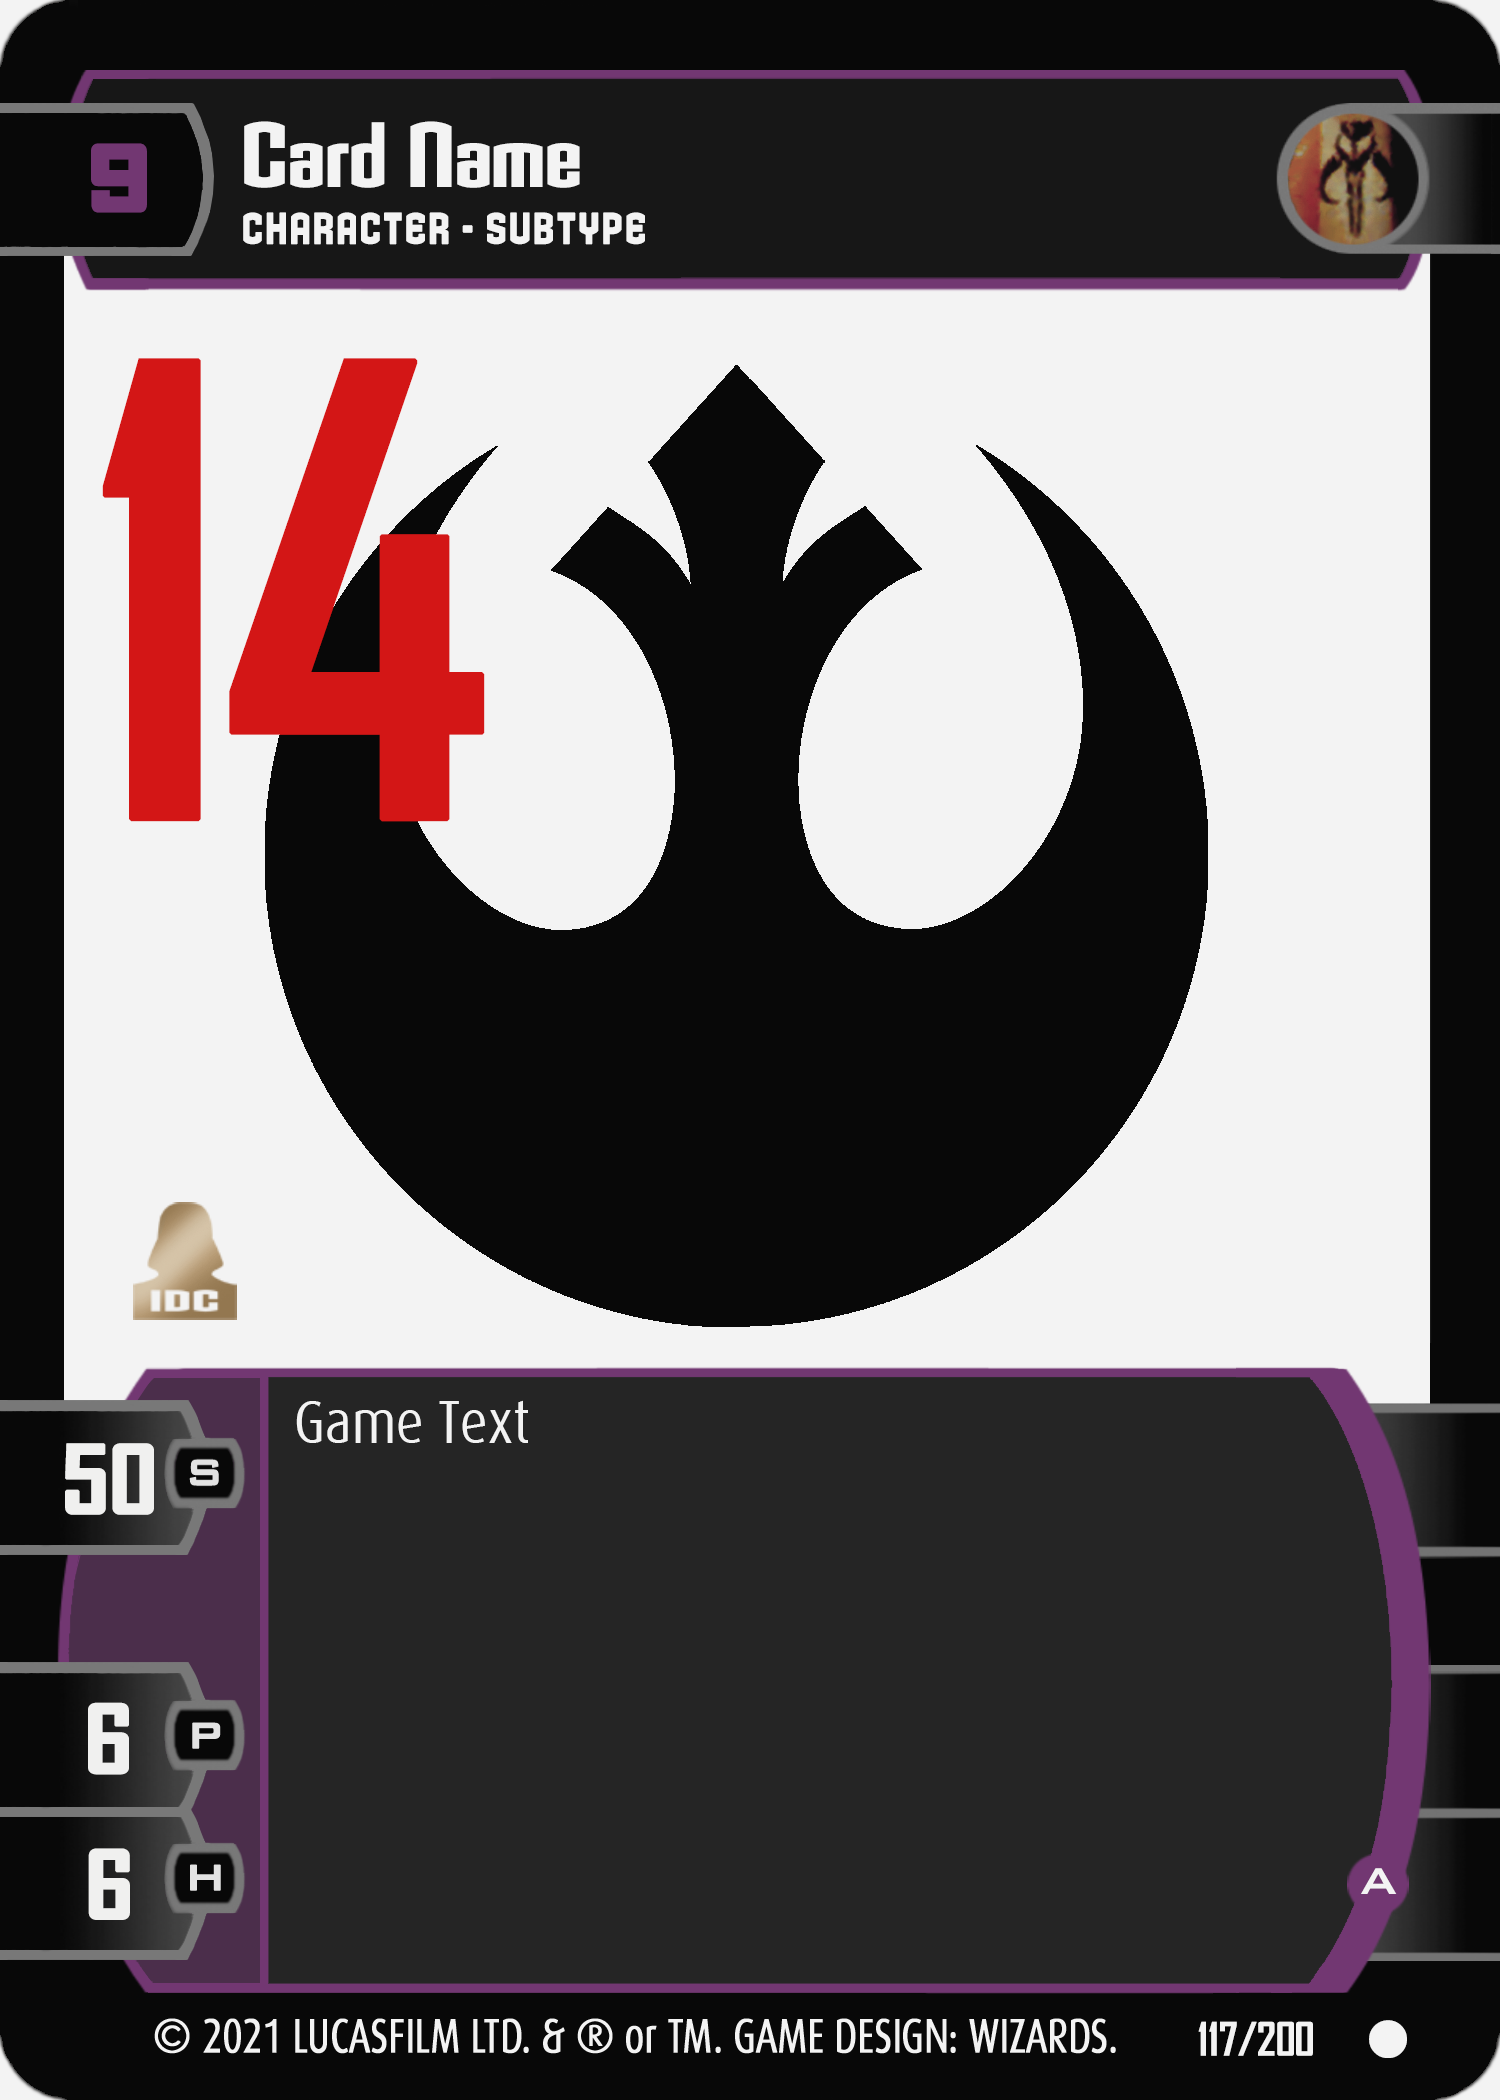 9
Card Name
CHARACTER - SUBTYPE
14
IDC
Game Text
50 S
6 P
6 H
A
© 2021 LUCASFILM LTD. & ® or TM. GAME DESIGN: WIZARDS.
117/200